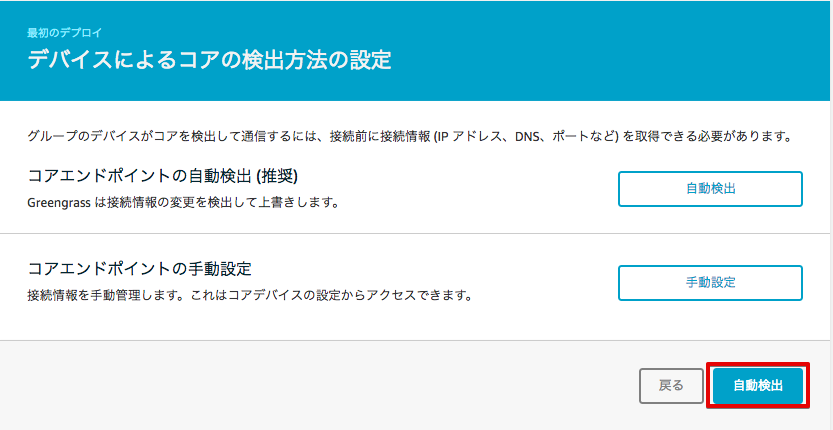 最初のデプロイ
デバイスによるコアの検出方法の設定
グループのデバイスがコアを検出して通信するには、接続前に接続情報 (IP アドレス、DNS、ポートなど) を取得できる必要があります。
コアエンドポイントの自動検出 (推奨)
Greengrass は接続情報の変更を検出して上書きします。
自動検出
コアエンドポイントの手動設定
接続情報を手動管理します。これはコアデバイスの設定からアクセスできます。
手動設定
戻る
自動検出